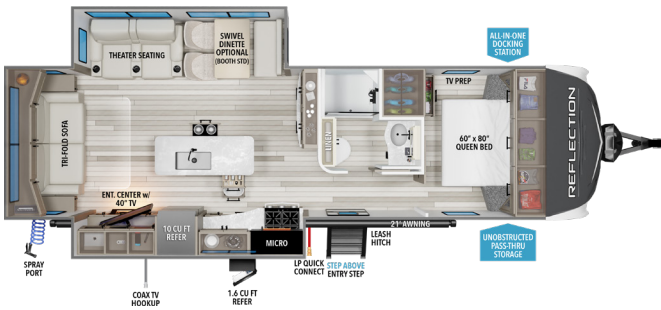 ALL-IN-ONE
DOCKING
STATION
THEATER SEATING
SWIVEL
DINETTE
OPTIONAL
(BOOTH STD)
TV PREP
TRI-FOLD SOFA
LINEN
60" x 80"
QUEEN BED
REFLECTION
ENT. CENTER w/
40" TV
10 CU FT
REFER
MICRO
21' AWNING
SPRAY
PORT
COAX TV
HOOKUP
1.6 CU FT
REFER
LP QUICK
CONNECT
STEP ABOVE
ENTRY STEP
LEASH
HITCH
UNOBSTRUCTED
PASS-THRU
STORAGE